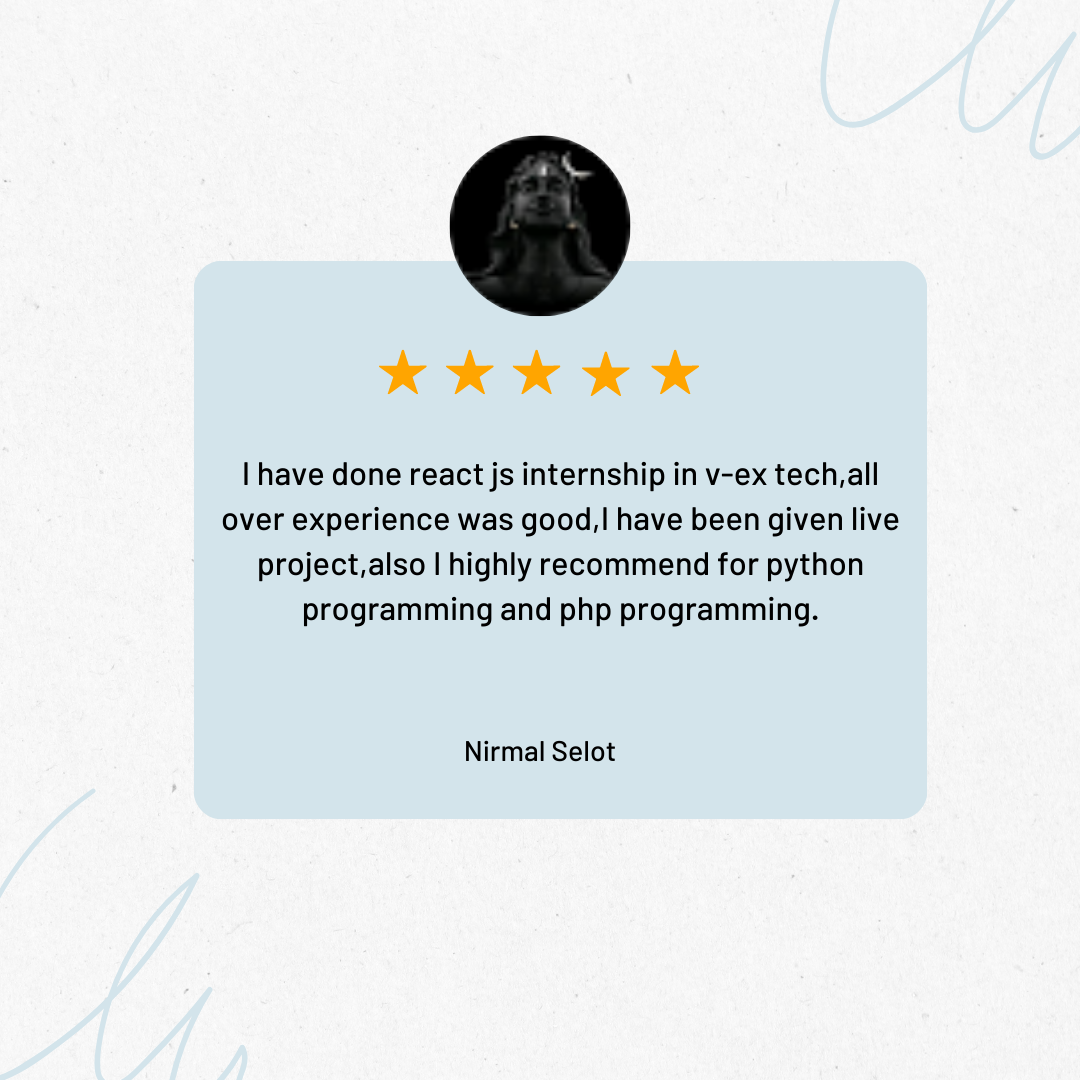 I have done react js internship in v-ex tech,all
over experience was good,I have been given live
project,also I highly recommend for python
programming and php programming.
Nirmal Selot